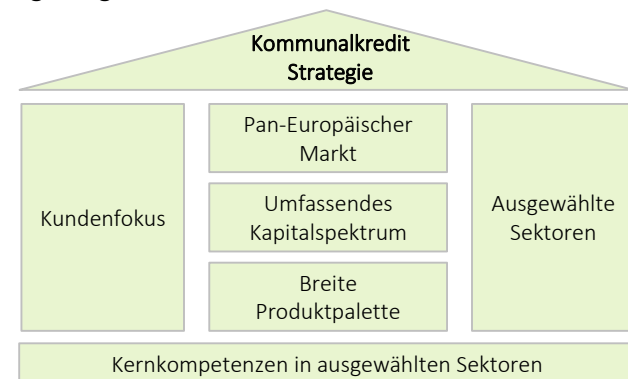 Kommunalkredit
Strategie
Kundenfokus
Pan-Europäischer
Markt
Umfassendes
Kapitalspektrum
Breite
Produktpalette
Ausgewählte
Sektoren
Kernkompetenzen in ausgewählten Sektoren